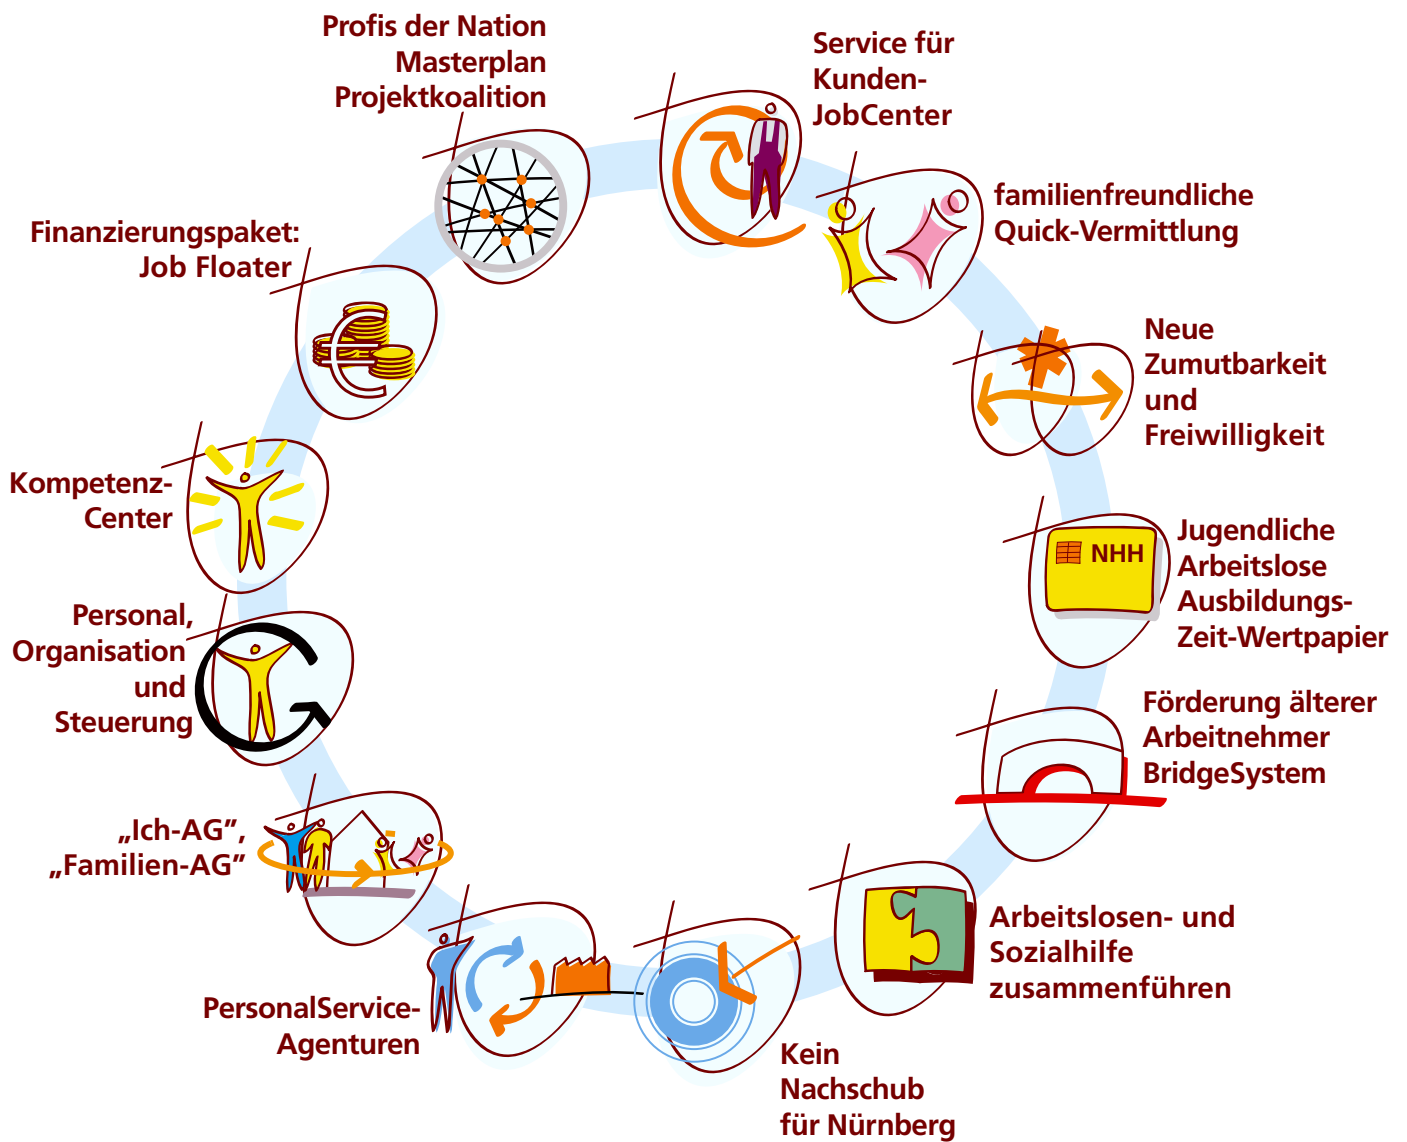 Profis der Nation
Masterplan
Projektkoalition
Service für
Kunden-
JobCenter
familienfreundliche
Quick-Vermittlung
Neue
Zumutbarkeit
und
Freiwilligkeit
NHH
Jugendliche
Arbeitslose
Ausbildungs-
Zeit-Wertpapier
Förderung älterer
Arbeitnehmer
BridgeSystem
Arbeitslosen- und
Sozialhilfe
zusammenführen
Kein
Nachschub
für Nürnberg
PersonalService-
Agenturen
„Ich-AG”,
„Familien-AG”
Personal,
Organisation
und
Steuerung
Kompetenz-
Center
Finanzierungspaket:
Job Floater